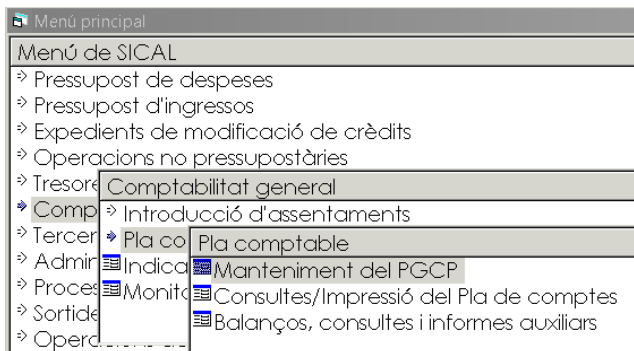 Menú principal
Menú de SICAL
Pressupost de despeses
Pressupost d'ingressos
Expedients de modificació de crèdits
Operacions no pressupostàries
Comptabilitat general
Introducció d'assentaments
Pla comptable
Manteniment del PGCP
Consultes/Impressió del Pla de comptes
Balanços, consultes i informes auxiliars